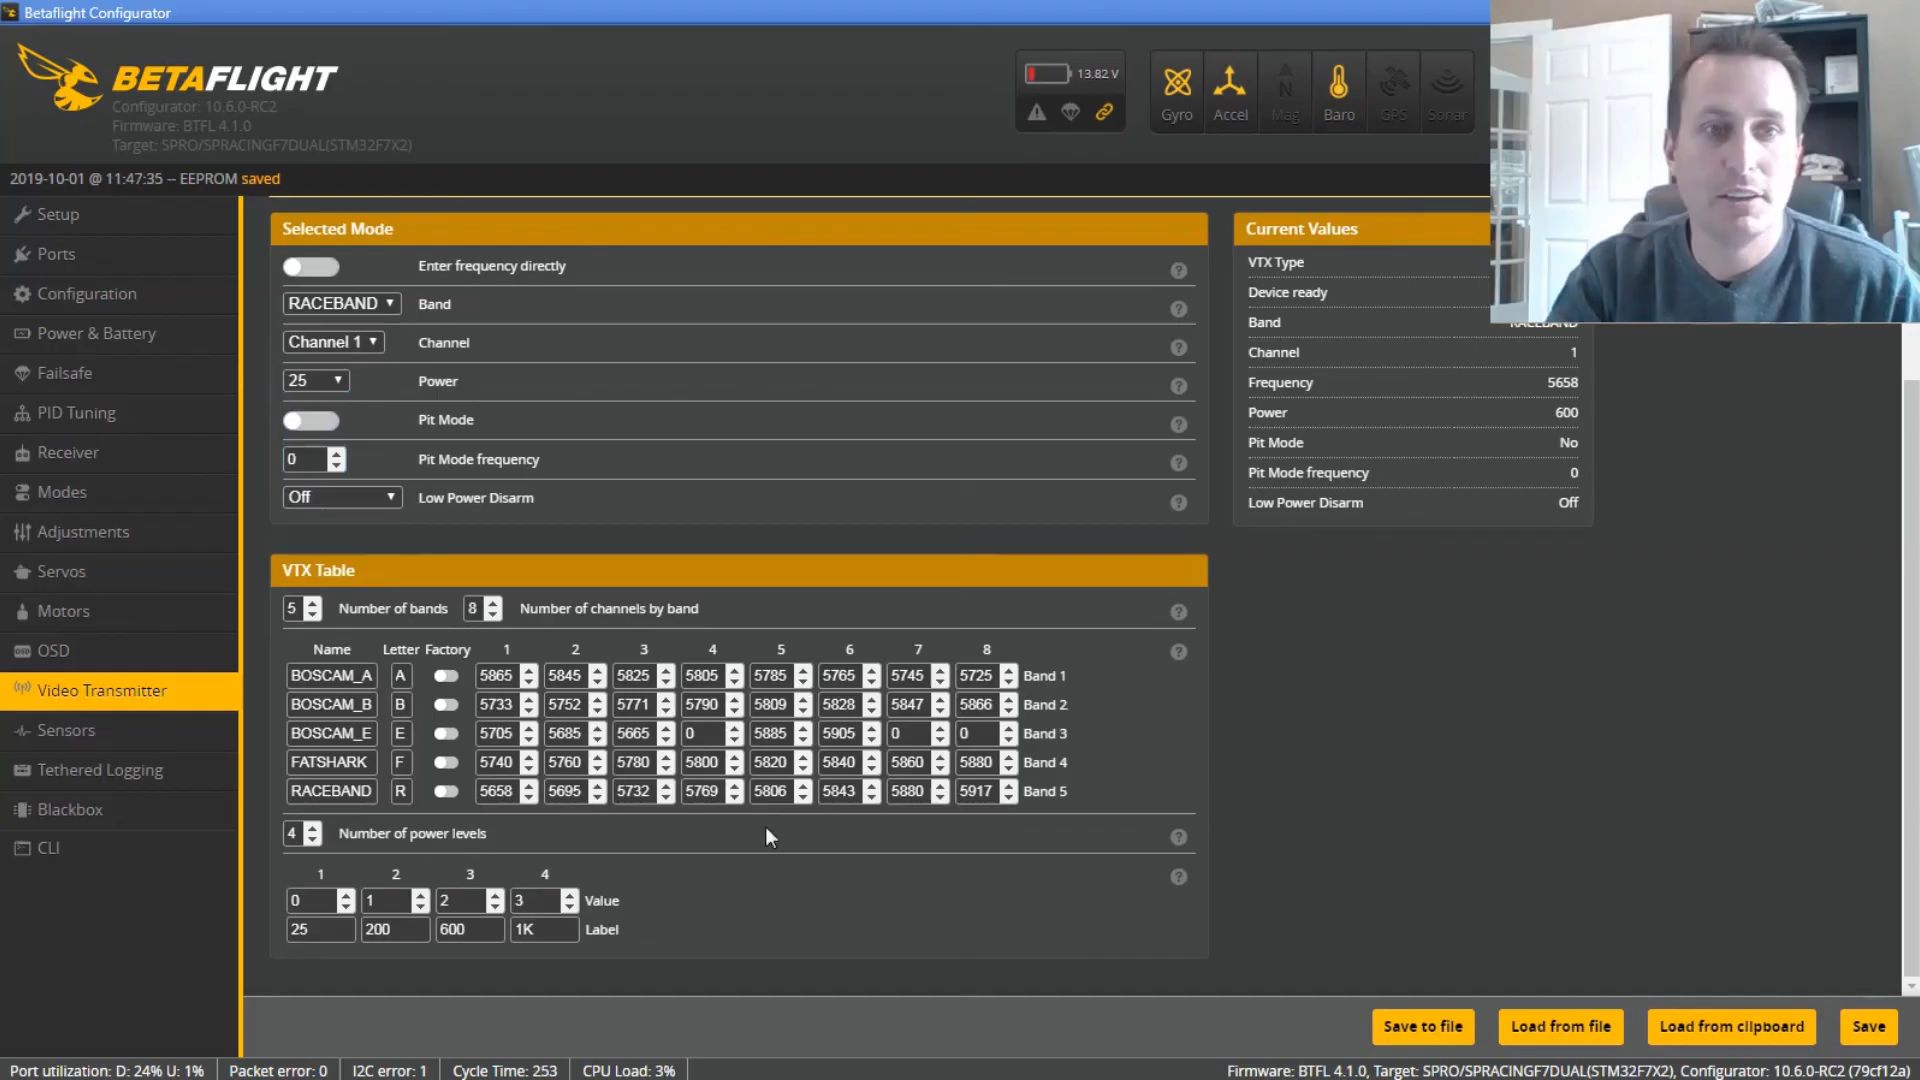 Betaflight Configurator
BETAFLIGHT
Configurator: 10.6.0-RC2
Firmware: BTFL 4.1.0
Target: SPRO/SPRACINGF7DUAL(STM32F7X2)
13.82 V
Gyro Accel Mag Baro GPS Sonar
2019-10-01 @ 11:47:35 -- EEPROM saved
Setup
Ports
Configuration
Power & Battery
Failsafe
PID Tuning
Receiver
Modes
Adjustments
Servos
Motors
OSD
Video Transmitter
Sensors
Tethered Logging
Blackbox
CLI
Selected Mode
Enter frequency directly
RACEBAND Band
Channel 1 Channel
25 Power
Pit Mode
0 Pit Mode frequency
Off Low Power Disarm
Current Values
VTX Type
Device ready
Band RACEBAND
Channel 1
Frequency 5658
Power 600
Pit Mode No
Pit Mode frequency 0
Low Power Disarm Off
VTX Table
5 Number of bands 8 Number of channels by band
Name Letter Factory 1 2 3 4 5 6 7 8
BOSCAM_A A 5865 5845 5825 5805 5785 5765 5745 5725 Band 1
BOSCAM_B B 5733 5752 5771 5790 5809 5828 5847 5866 Band 2
BOSCAM_E E 5705 5685 5665 0 5885 5905 0 0 Band 3
FATSHARK F 5740 5760 5780 5800 5820 5840 5860 5880 Band 4
RACEBAND R 5658 5695 5732 5769 5806 5843 5880 5917 Band 5
4 Number of power levels
1 2 3 4
0 1 2 3 Value
25 200 600 1K Label
Save to file Load from file Load from clipboard Save
Port utilization: D: 24% U: 1% Packet error: 0 I2C error: 1 Cycle Time: 253 CPU Load: 3% Firmware: BTFL 4.1.0, Target: SPRO/SPRACINGF7DUAL(STM32F7X2), Configurator: 10.6.0-RC2 (79cf12a)